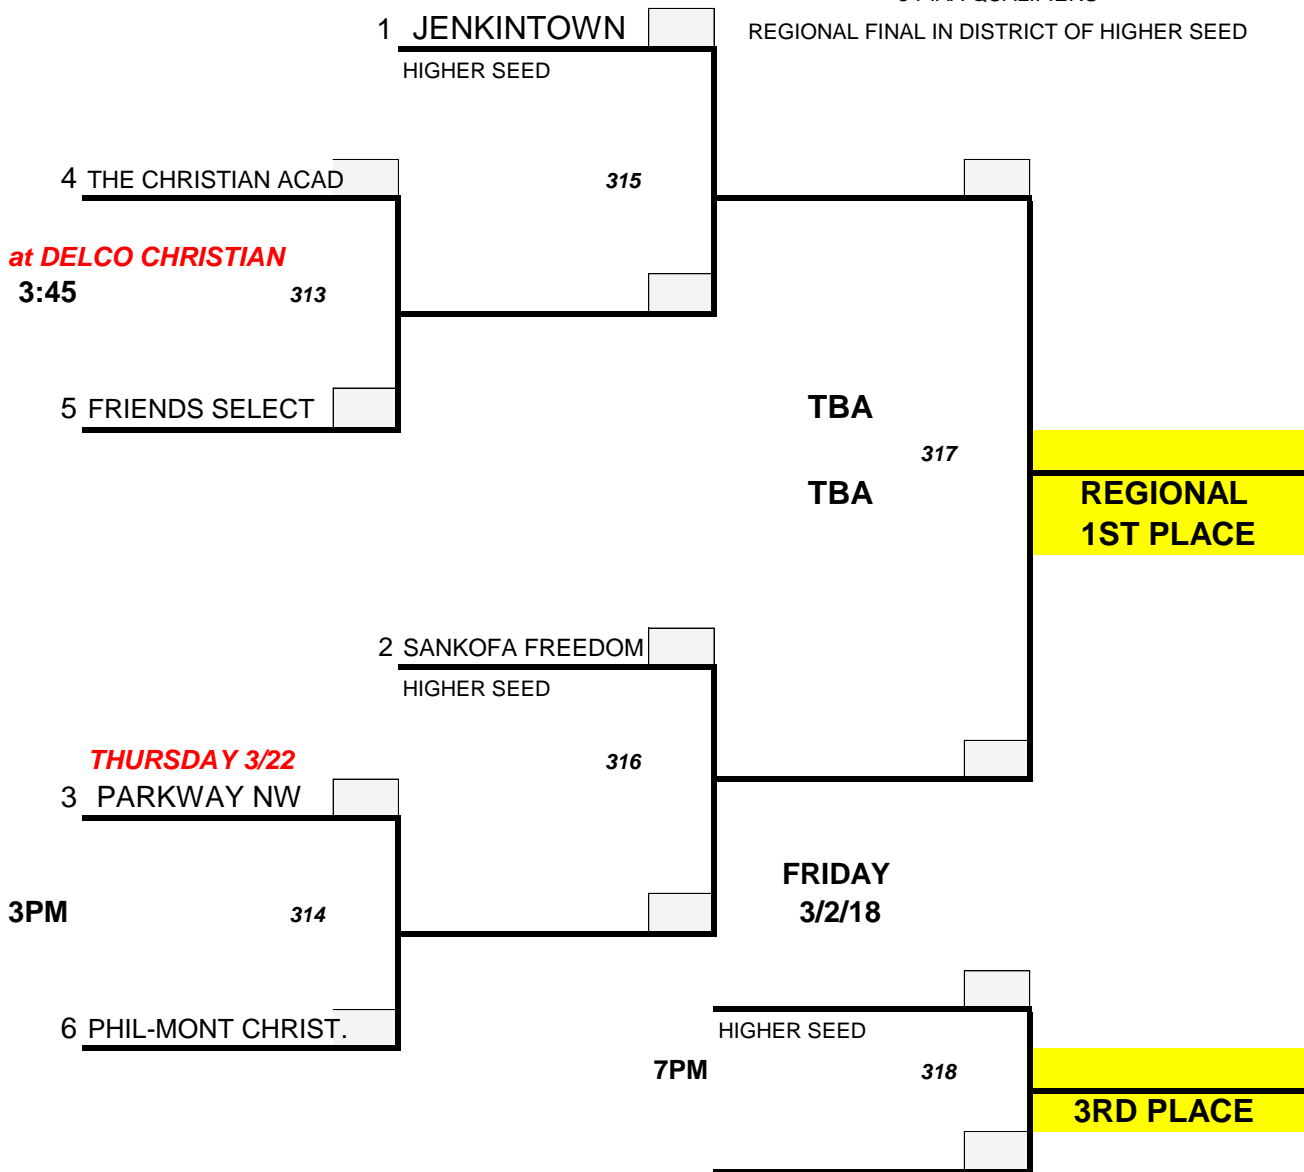 1 JENKINTOWN
REGIONAL FINAL IN DISTRICT OF HIGHER SEED
HIGHER SEED
4 THE CHRISTIAN ACAD
315
at DELCO CHRISTIAN
3:45
313
5 FRIENDS SELECT
TBA
317
TBA
REGIONAL
1ST PLACE
2 SANKOFA FREEDOM
HIGHER SEED
THURSDAY 3/22
316
3 PARKWAY NW
FRIDAY
3PM
314
3/2/18
6 PHIL-MONT CHRIST.
HIGHER SEED
7PM
318
3RD PLACE